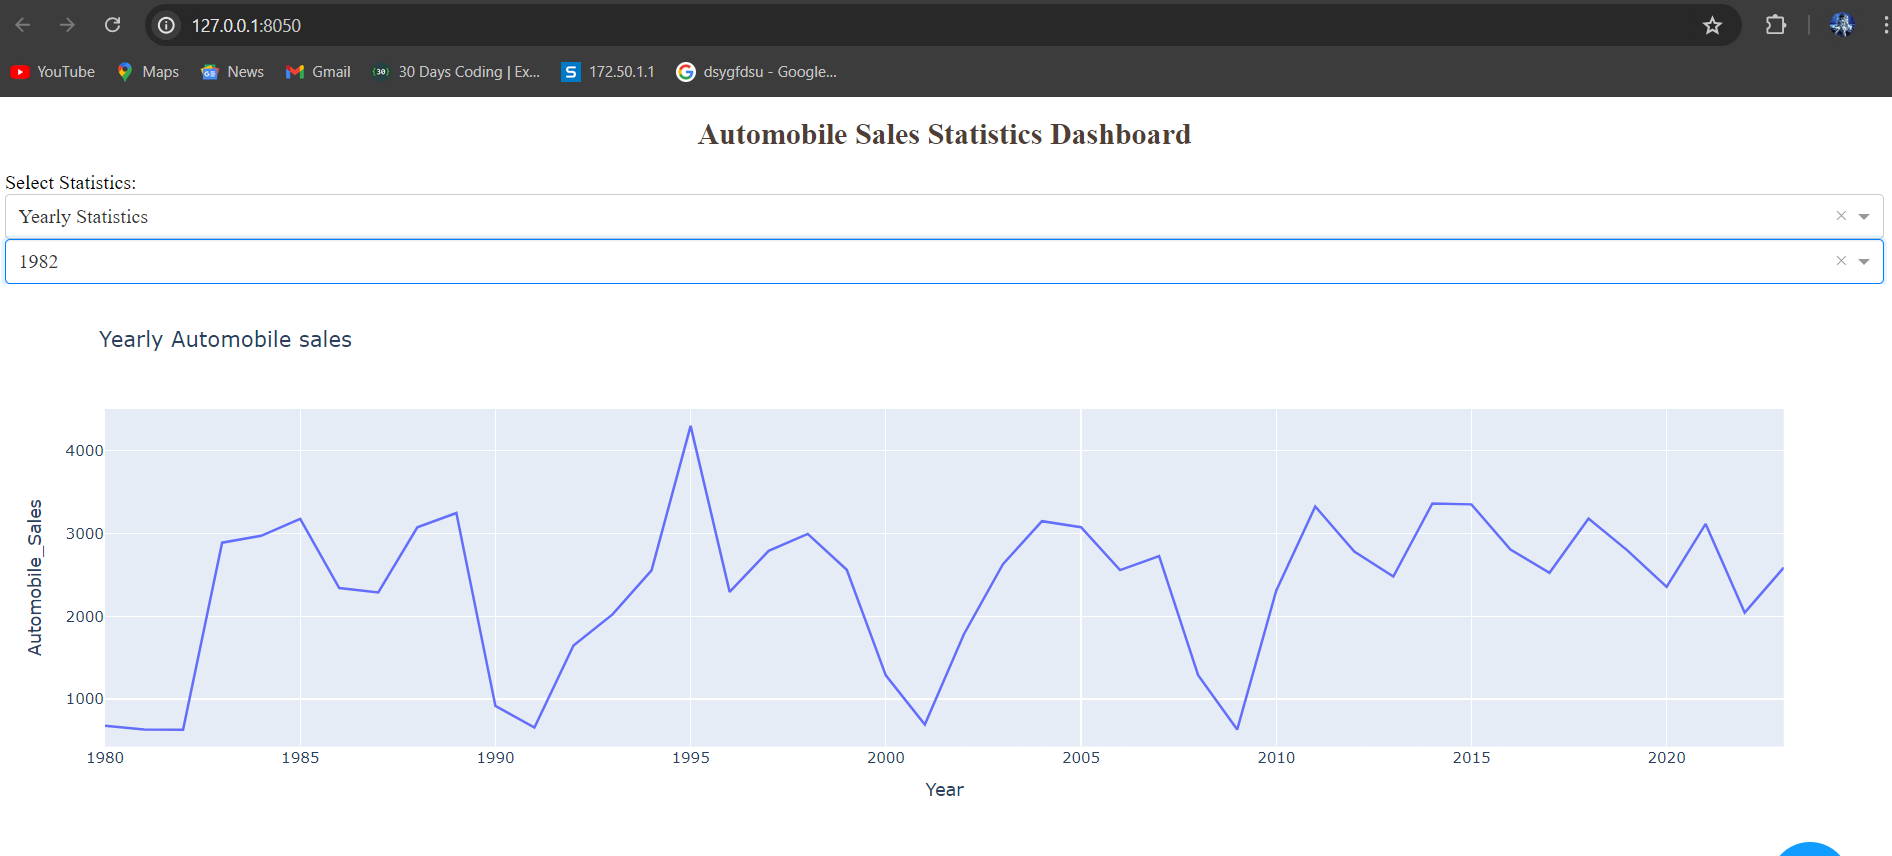 127.0.0.1:8050
YouTube Maps News Gmail {30} 30 Days Coding | Ex... S 172.50.1.1 dsygfdsu - Google...
Automobile Sales Statistics Dashboard
Select Statistics:
Yearly Statistics
1982
Yearly Automobile sales
4000
3000
2000
1000
Automobile_Sales
1980 1985 1990 1995 2000 2005 2010 2015 2020
Year